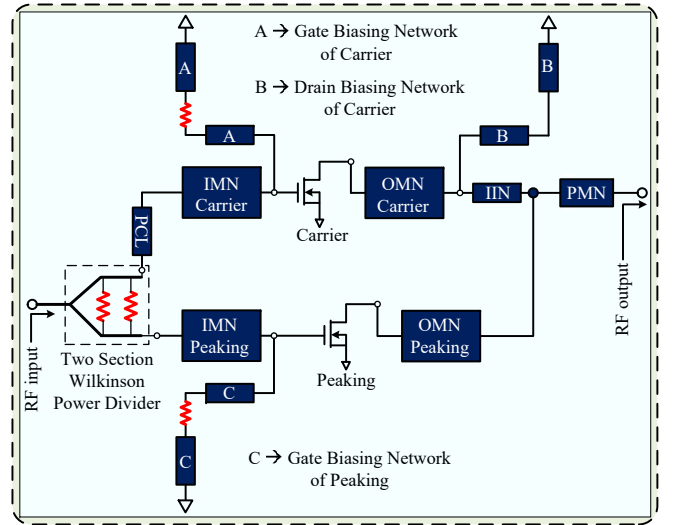 A → Gate Biasing Network
of Carrier
B → Drain Biasing Network
of Carrier
A
A
B
B
IMN
Carrier
OMN
Carrier
IIN
PMN
PCL
Carrier
RF input
RF output
IMN
Peaking
OMN
Peaking
Peaking
Two Section
Wilkinson
Power Divider
C
C
C → Gate Biasing Network
of Peaking